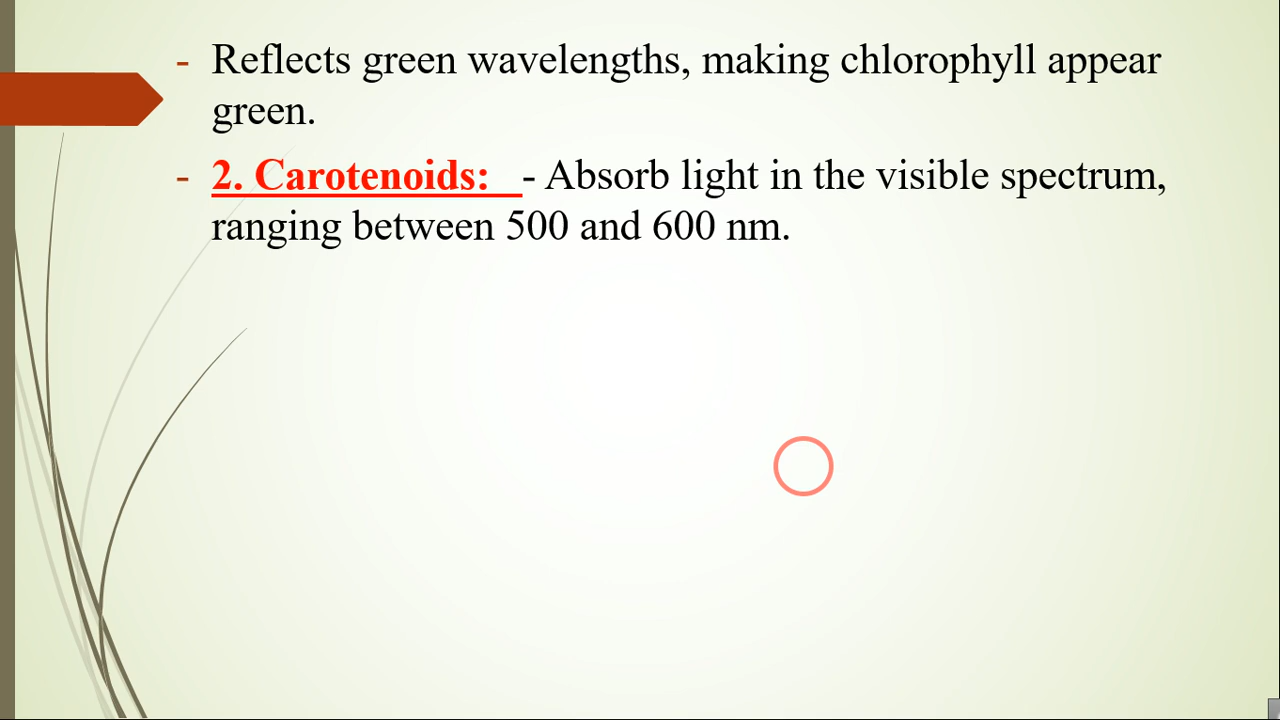 - Reflects green wavelengths, making chlorophyll appear
green.
- 2. Carotenoids: - Absorb light in the visible spectrum,
ranging between 500 and 600 nm.